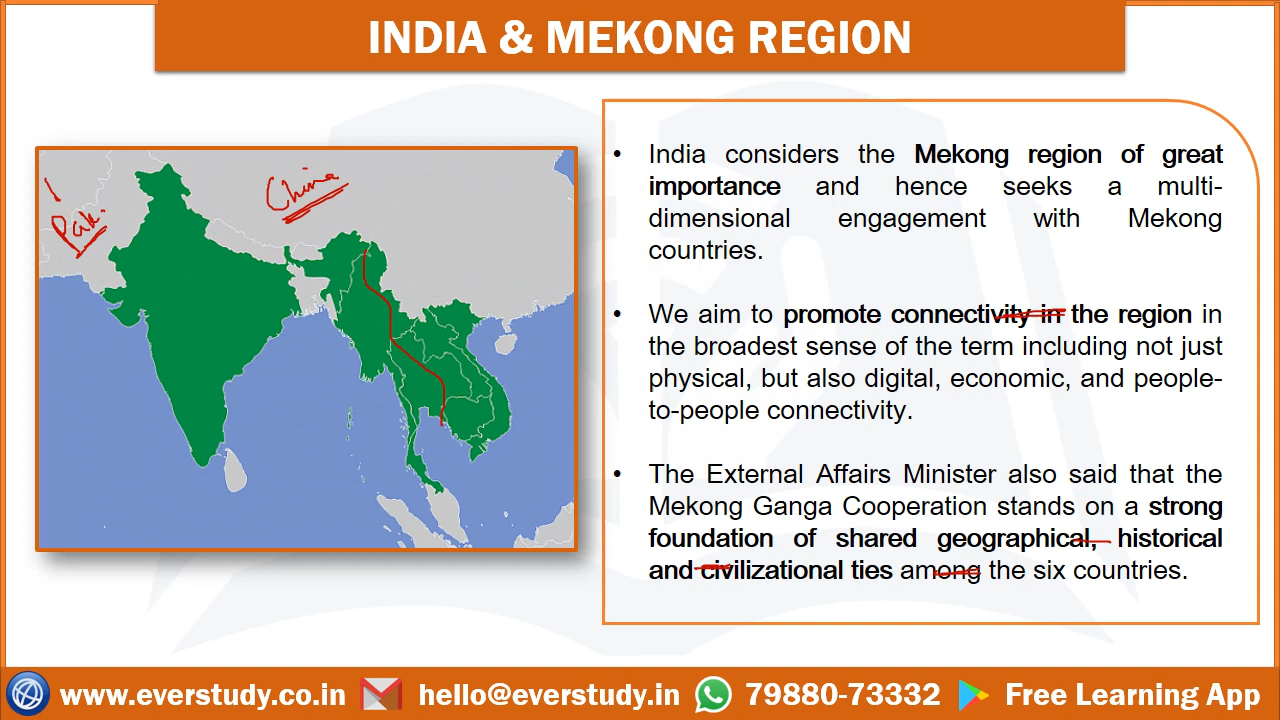 INDIA & MEKONG REGION
China
Pak.
• India considers the Mekong region of great
importance and hence seeks a multi-
dimensional engagement with Mekong
countries.
• We aim to promote connectivity in the region in
the broadest sense of the term including not just
physical, but also digital, economic, and people-
to-people connectivity.
• The External Affairs Minister also said that the
Mekong Ganga Cooperation stands on a strong
foundation of shared geographical, historical
and civilizational ties among the six countries.
www.everstudy.co.in hello@everstudy.in 79880-73332 Free Learning App